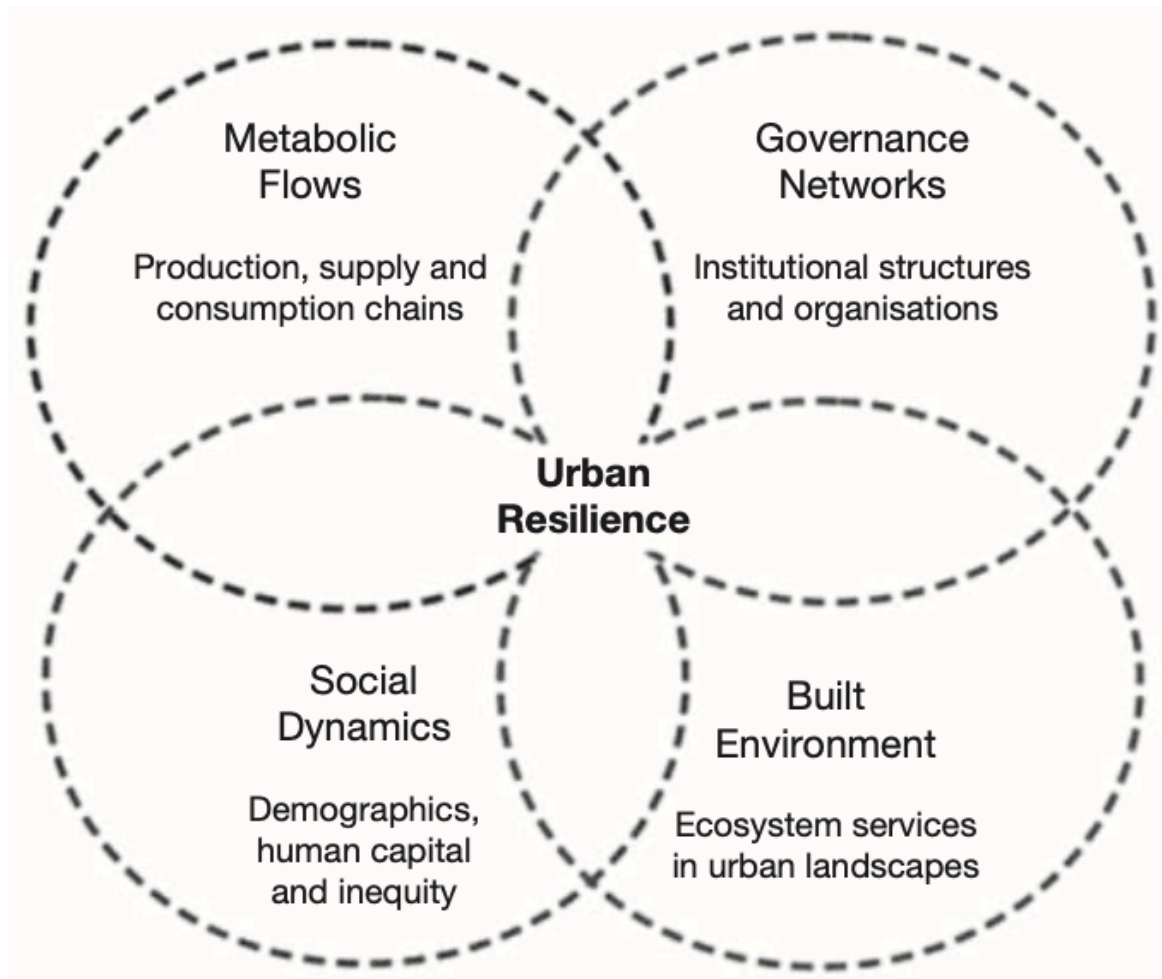 Metabolic
Flows
Production, supply and
consumption chains
Governance
Networks
Institutional structures
and organisations
Urban
Resilience
Social
Dynamics
Demographics,
human capital
and inequity
Built
Environment
Ecosystem services
in urban landscapes